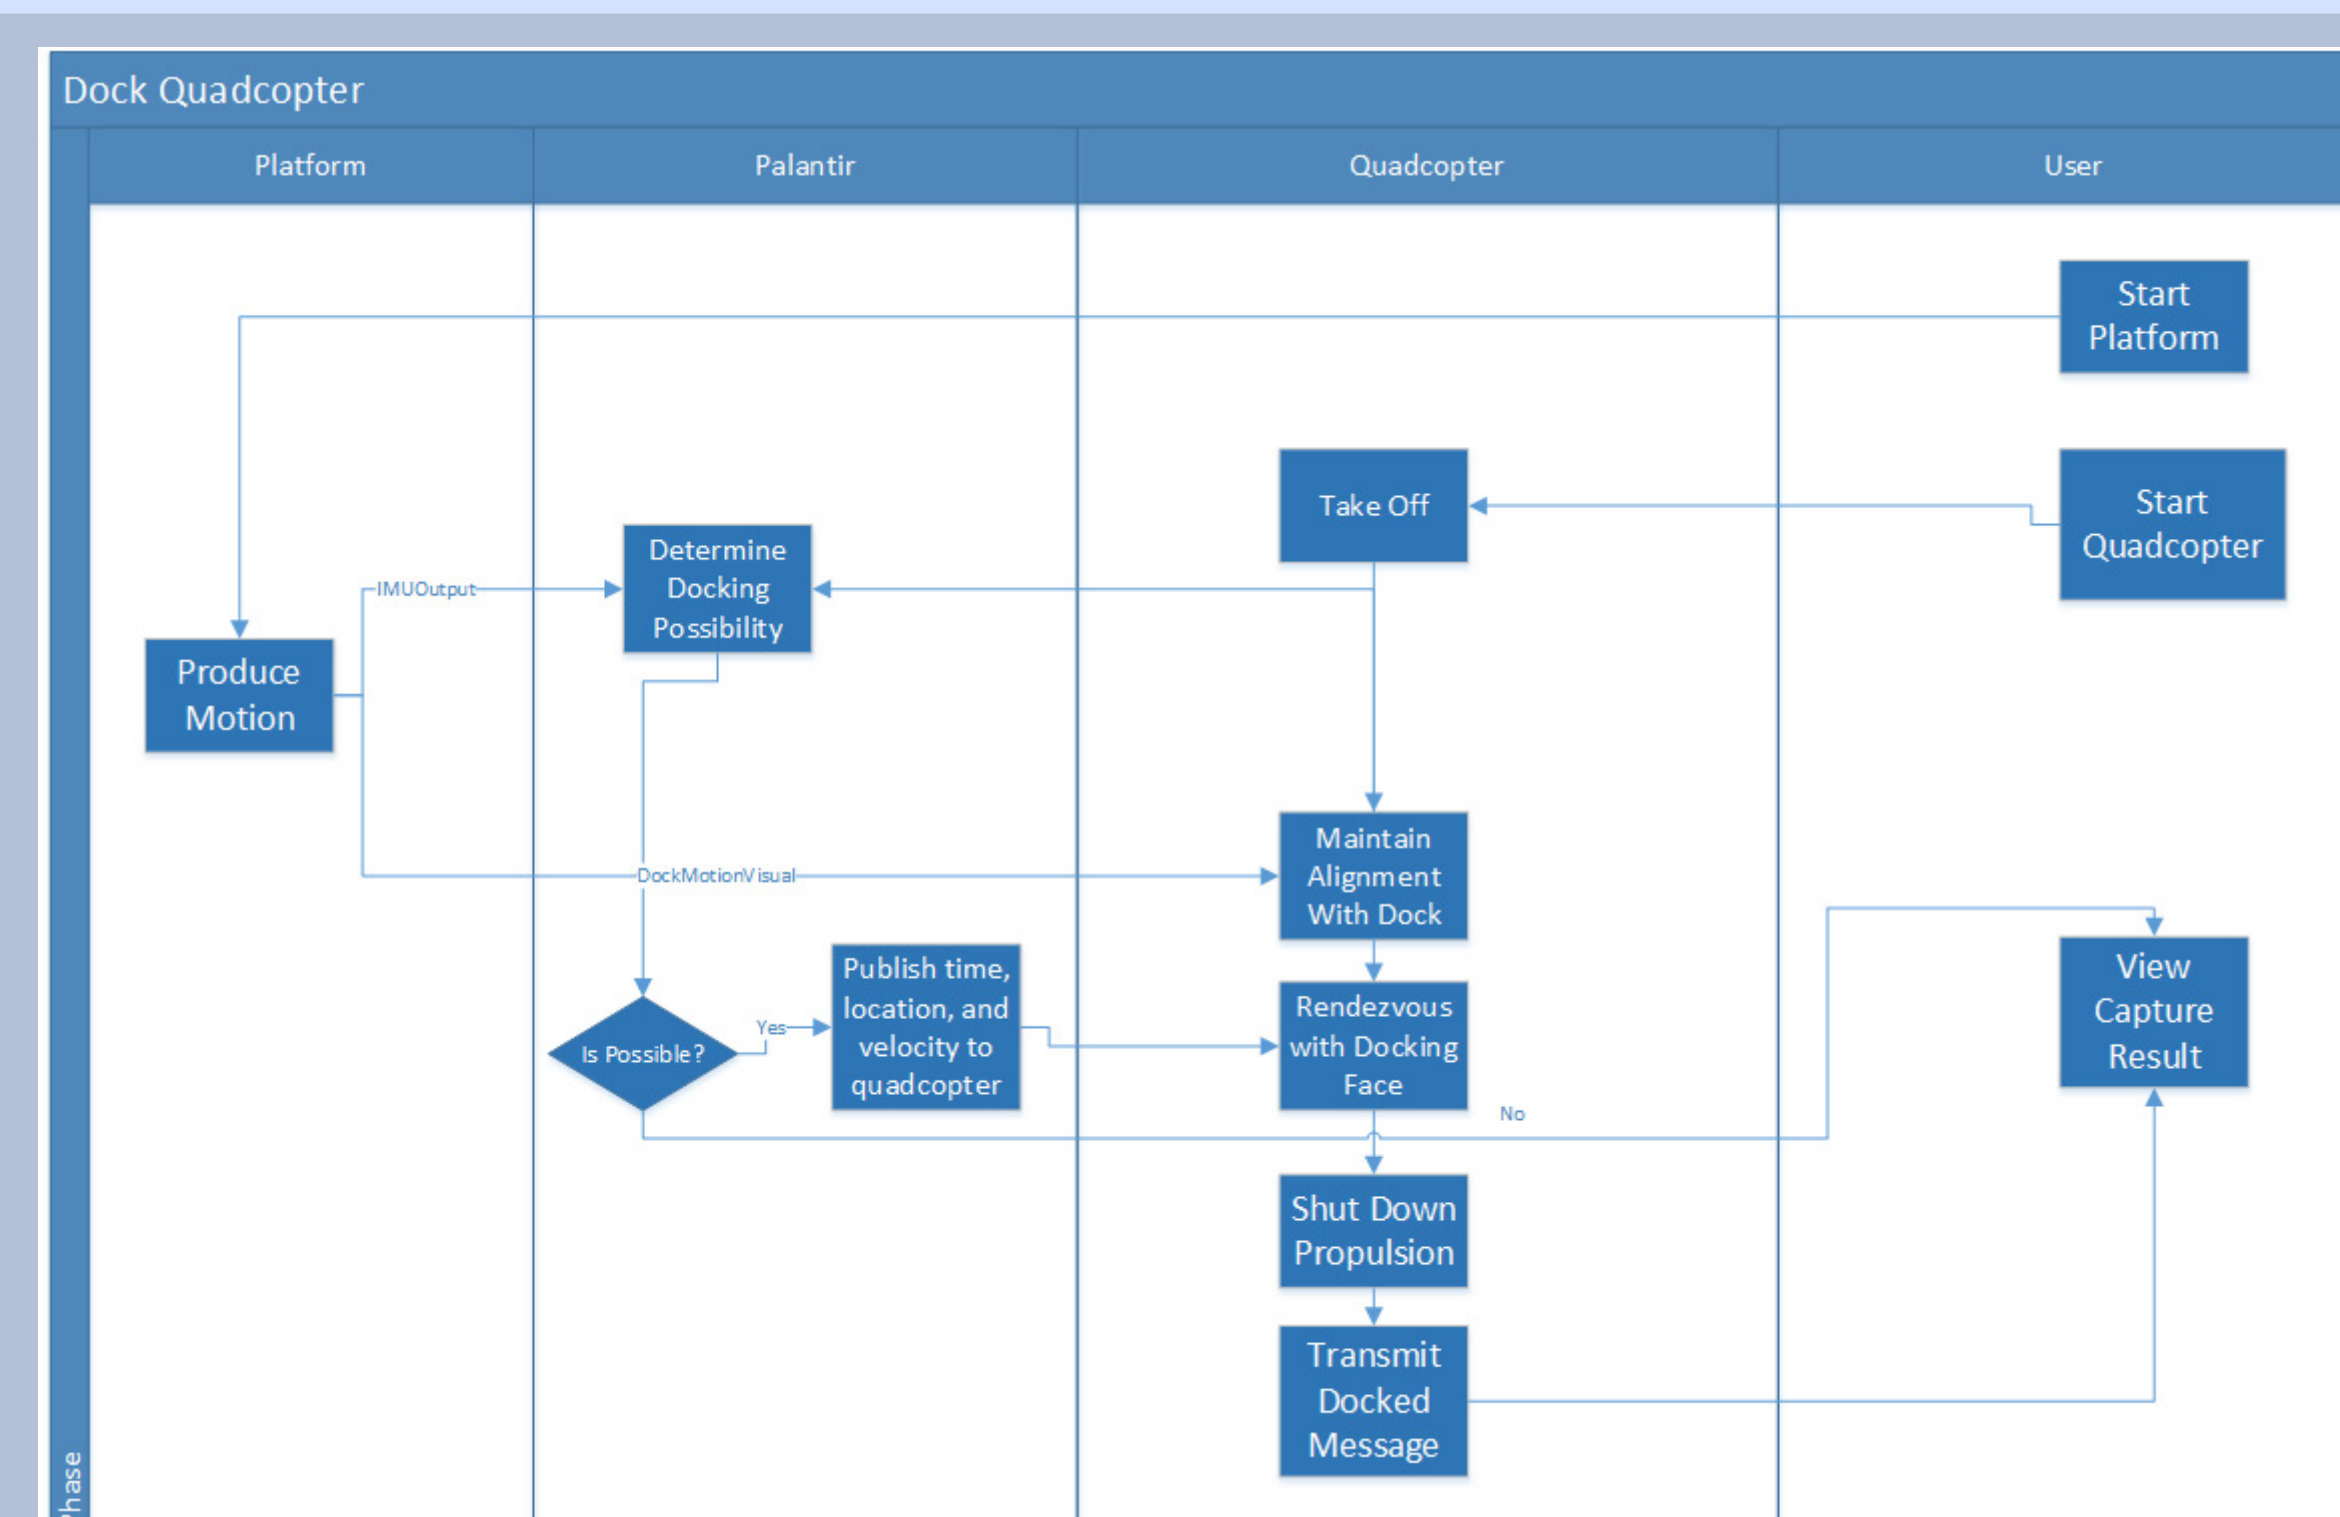 Dock Quadcopter
Platform
Palantir
Quadcopter
User
Start
Platform
Take Off
Start
Quadcopter
Determine
Docking
Possibility
IMUOutput
Produce
Motion
Maintain
Alignment
With Dock
DockMotionVisual
Publish time,
location, and
velocity to
quadcopter
Yes
Is Possible?
Rendezvous
with Docking
Face
View
Capture
Result
No
Shut Down
Propulsion
Transmit
Docked
Message
Phase